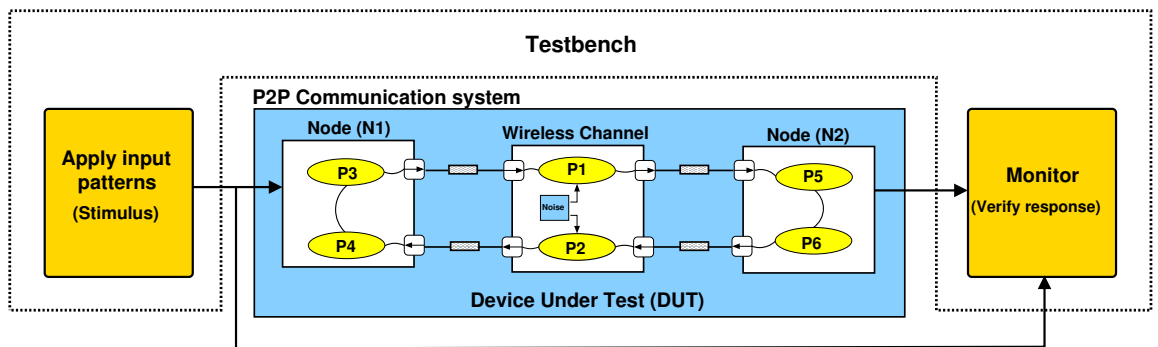 Testbench
P2P Communication system
Apply input
patterns
(Stimulus)
Node (N1)
P3
P4
Wireless Channel
P1
Noise
P2
Node (N2)
P5
P6
Device Under Test (DUT)
Monitor
(Verify response)